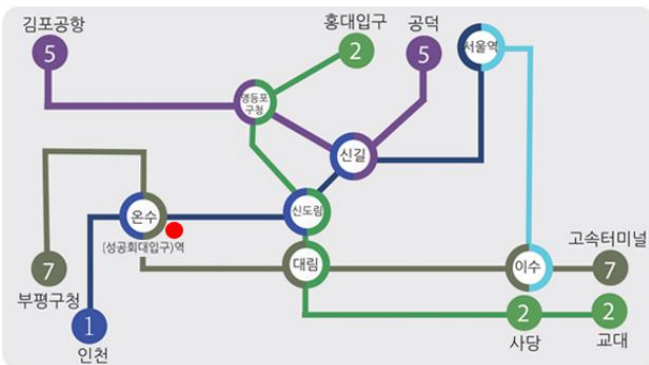 김포공항
5
홍대입구
2
공덕
5
서울역
영등포
구청
신길
온수
(성공회대입구)역
신도림
대림
이수
고속터미널
7
7
부평구청
1
인천
2
사당
2
교대